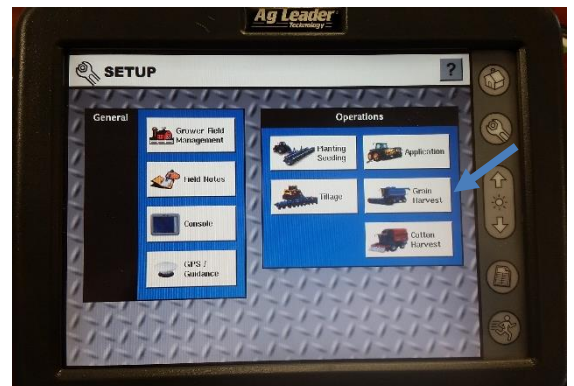 Ag Leader
Technology
SETUP
?
General
Operations
Grower Field
Management
Field Notes
Console
GPS /
Guidance
Planting
Seeding
Application
Tillage
Grain
Harvest
Cotton
Harvest